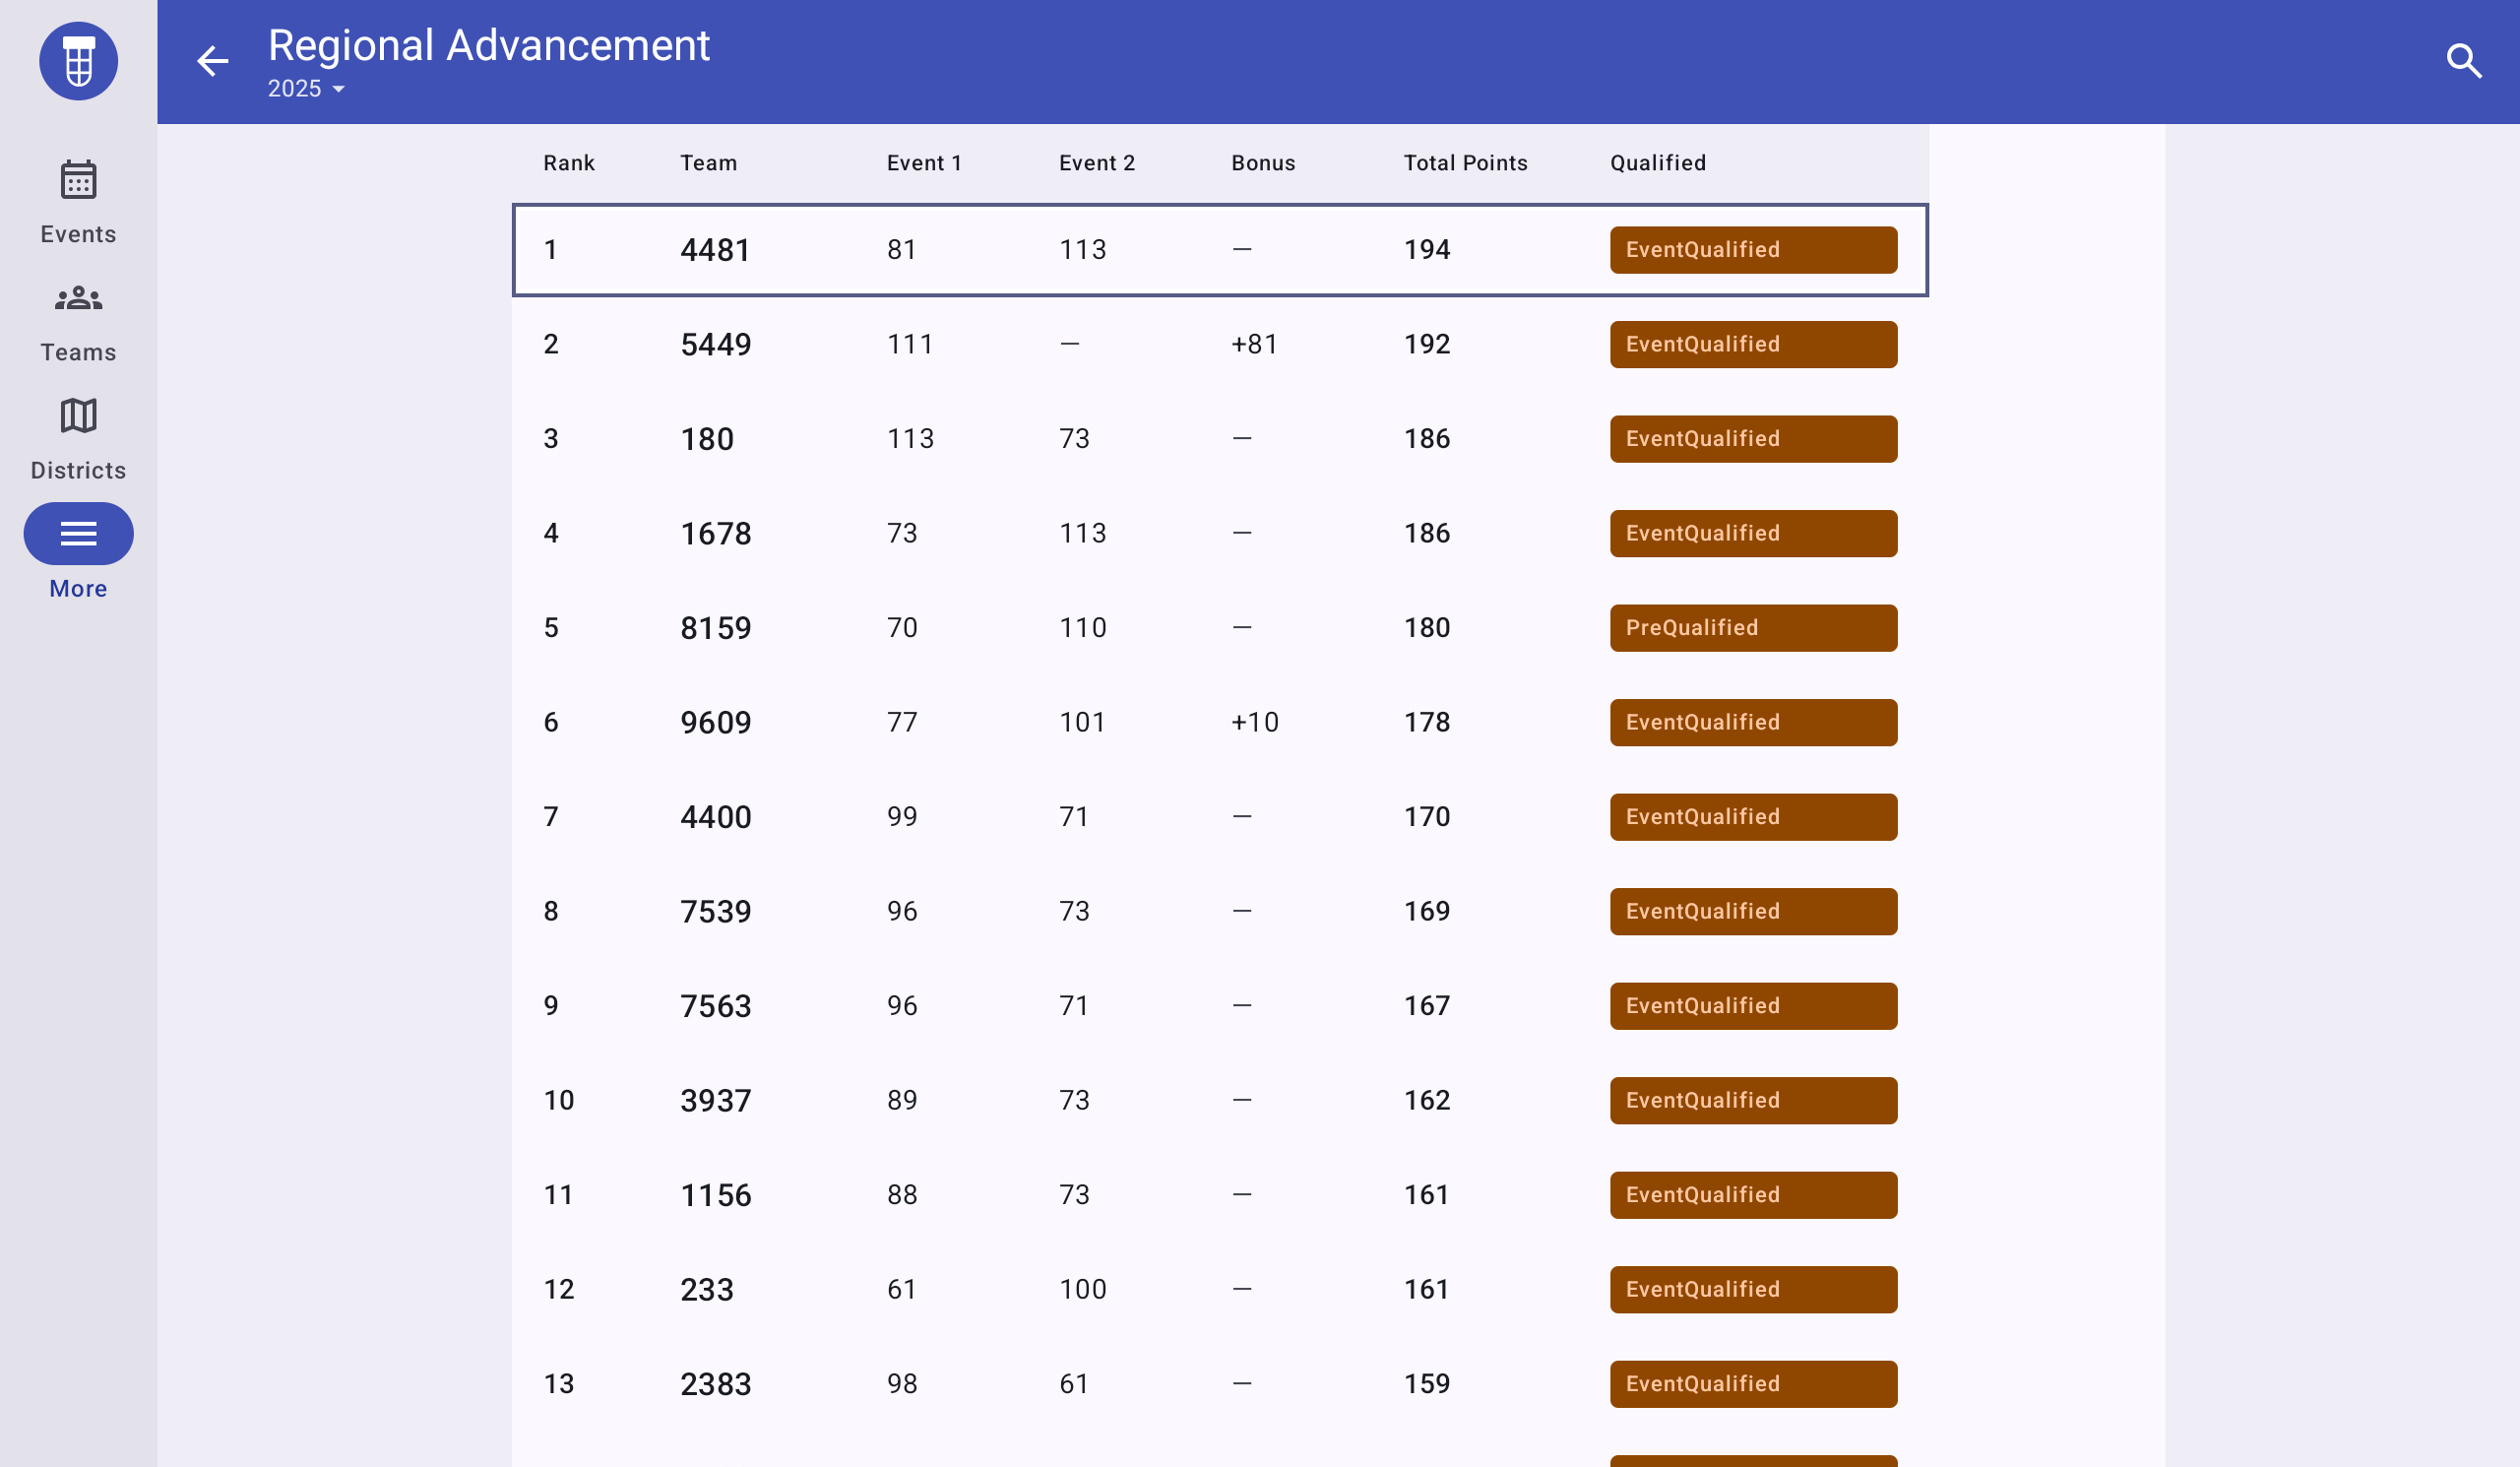 Regional Advancement
2025
Events
Teams
Districts
More
Rank Team Event 1 Event 2 Bonus Total Points Qualified
1 4481 81 113 — 194 EventQualified
2 5449 111 — +81 192 EventQualified
3 180 113 73 — 186 EventQualified
4 1678 73 113 — 186 EventQualified
5 8159 70 110 — 180 PreQualified
6 9609 77 101 +10 178 EventQualified
7 4400 99 71 — 170 EventQualified
8 7539 96 73 — 169 EventQualified
9 7563 96 71 — 167 EventQualified
10 3937 89 73 — 162 EventQualified
11 1156 88 73 — 161 EventQualified
12 233 61 100 — 161 EventQualified
13 2383 98 61 — 159 EventQualified